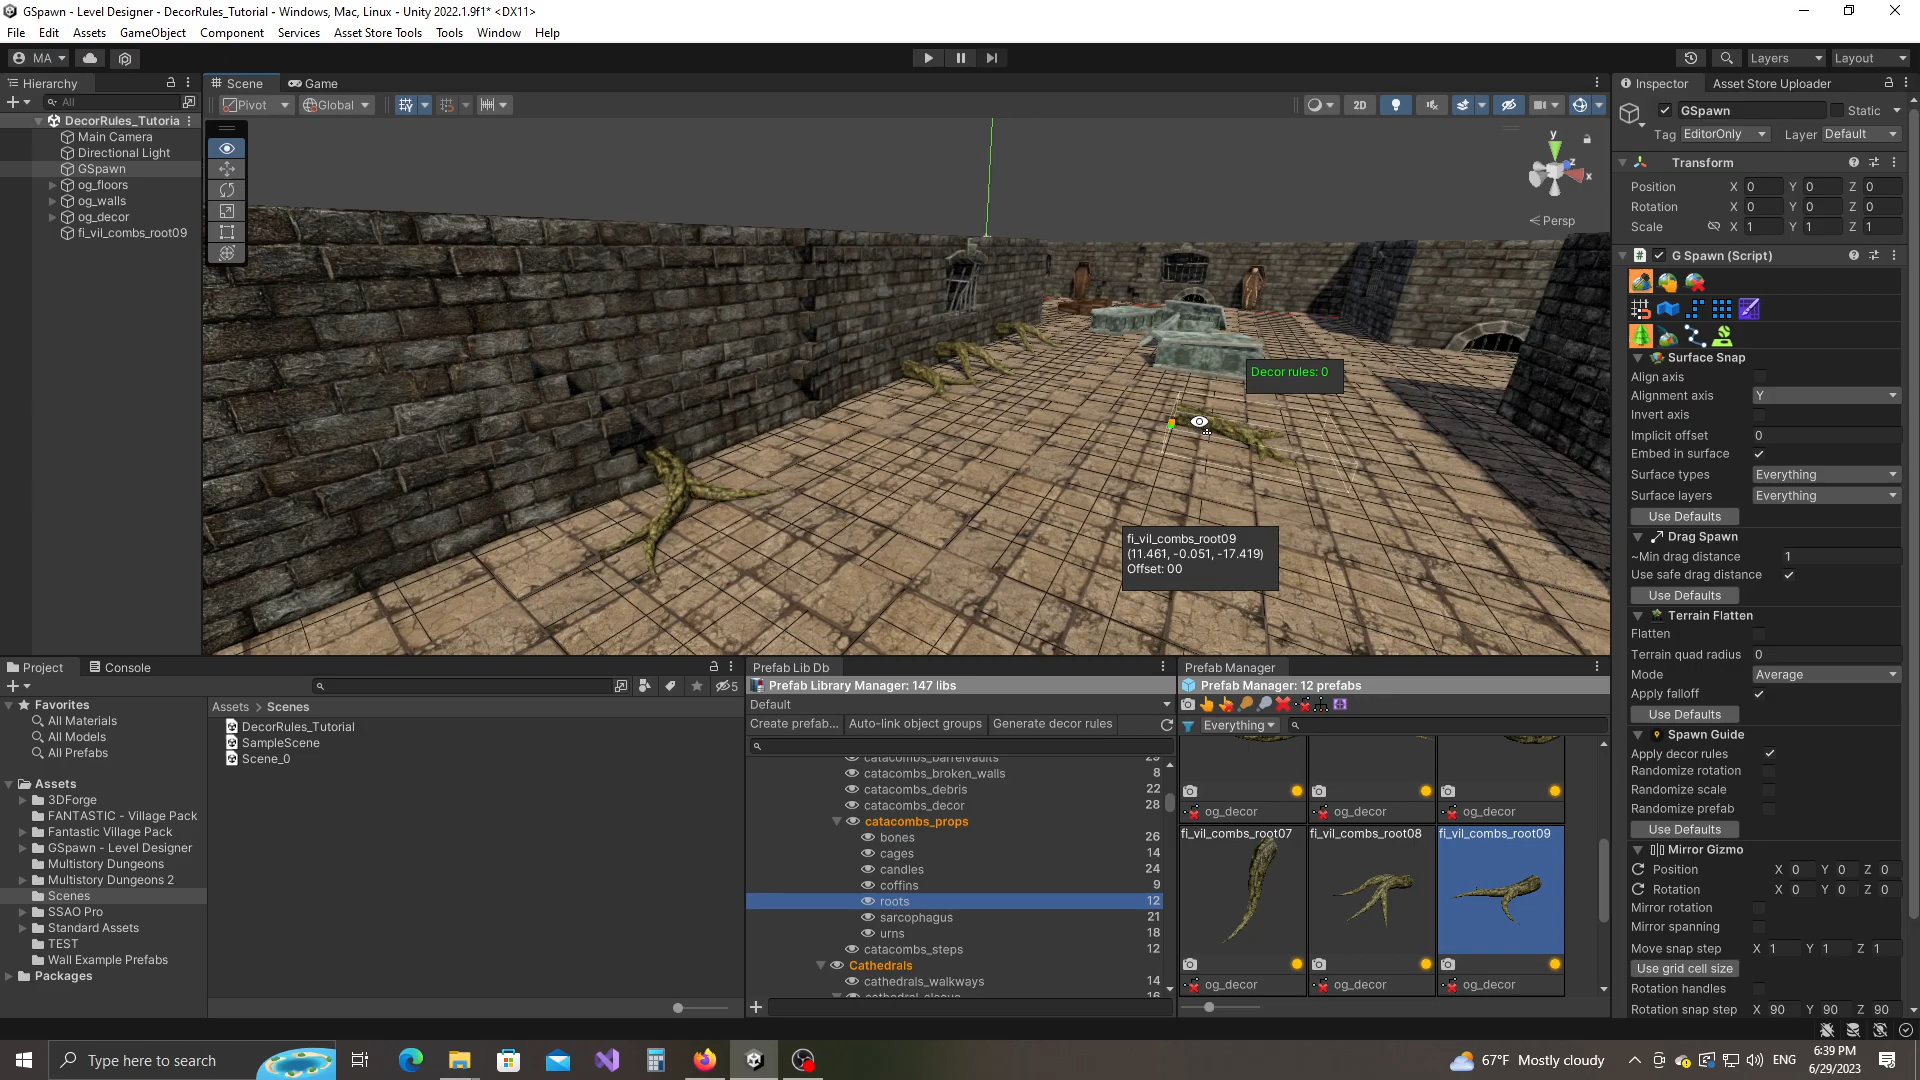 GSpawn - Level Designer - DecorRules_Tutorial - Windows, Mac, Linux - Unity 2022.1.9f1* <DX11>
File Edit Assets GameObject Component Services Asset Store Tools Tools Window Help
MA
Layers
Layout
Hierarchy
All
DecorRules_Tutoria
Main Camera
Directional Light
GSpawn
og_floors
og_walls
og_decor
fi_vil_combs_root09
Scene
Game
Pivot
Global
2D
y
z
x
< Persp
Decor rules: 0
fi_vil_combs_root09
(11.461, -0.051, -17.419)
Offset: 00
Inspector
Asset Store Uploader
GSpawn
Static
Tag EditorOnly Layer Default
Transform
Position X 0 Y 0 Z 0
Rotation X 0 Y 0 Z 0
Scale X 1 Y 1 Z 1
G Spawn (Script)
Surface Snap
Align axis
Alignment axis Y
Invert axis
Implicit offset 0
Embed in surface
Surface types Everything
Surface layers Everything
Use Defaults
Drag Spawn
~Min drag distance 1
Use safe drag distance
Use Defaults
Terrain Flatten
Flatten
Terrain quad radius 0
Mode Average
Apply falloff
Use Defaults
Spawn Guide
Apply decor rules
Randomize rotation
Randomize scale
Randomize prefab
Use Defaults
Mirror Gizmo
Position X 0 Y 0 Z 0
Rotation X 0 Y 0 Z 0
Mirror rotation
Mirror spanning
Move snap step X 1 Y 1 Z 1
Use grid cell size
Rotation handles
Rotation snap step X 90 Y 90 Z 90
Project
Console
5
Favorites
All Materials
All Models
All Prefabs
Assets
3DForge
FANTASTIC - Village Pack
Fantastic Village Pack
GSpawn - Level Designer
Multistory Dungeons
Multistory Dungeons 2
Scenes
SSAO Pro
Standard Assets
TEST
Wall Example Prefabs
Packages
Assets > Scenes
DecorRules_Tutorial
SampleScene
Scene_0
Prefab Lib Db
Prefab Library Manager: 147 libs
Default
Create prefab... Auto-link object groups Generate decor rules
catacombs_barrelvaults
catacombs_broken_walls 8
catacombs_debris 22
catacombs_decor 28
catacombs_props
bones 26
cages 14
candles 24
coffins 9
roots 12
sarcophagus 21
urns 18
catacombs_steps 12
Cathedrals
cathedrals_walkways 14
Prefab Manager
Prefab Manager: 12 prefabs
Everything
og_decor
og_decor
og_decor
fi_vil_combs_root07
fi_vil_combs_root08
fi_vil_combs_root09
og_decor
og_decor
og_decor
Type here to search
67°F Mostly cloudy
ENG
6:39 PM
6/29/2023